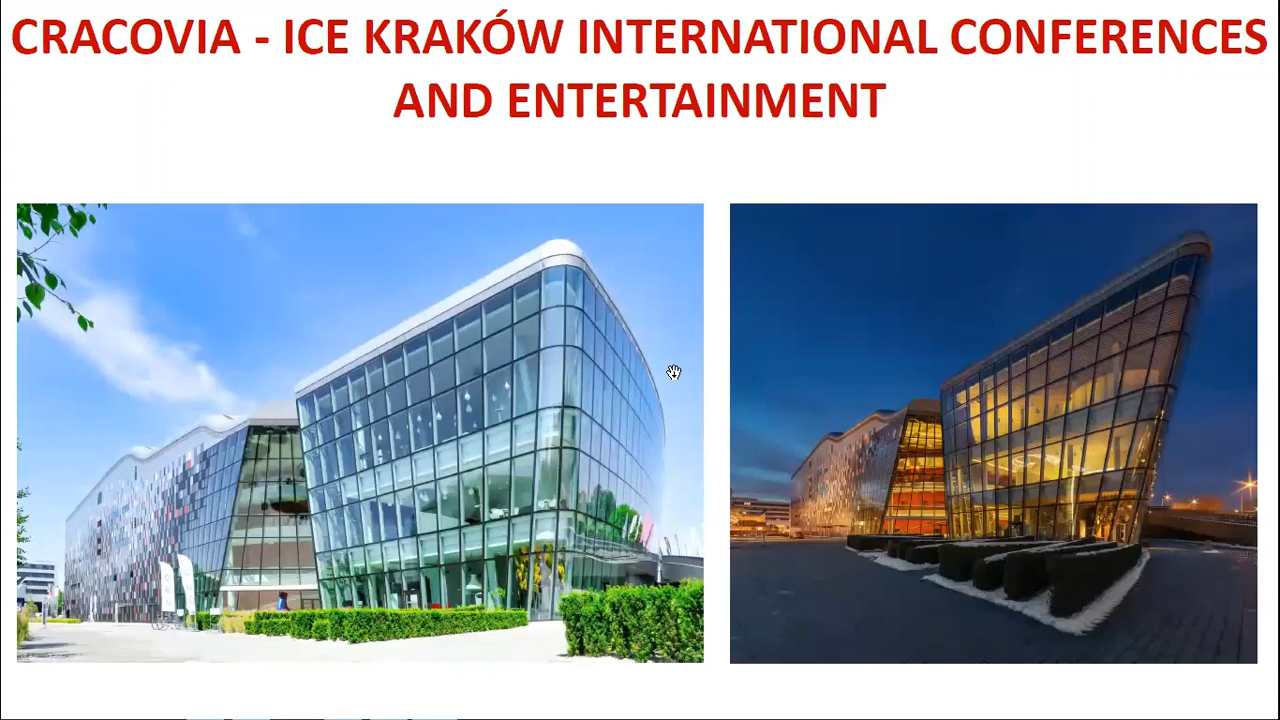 CRACOVIA - ICE KRAKÓW INTERNATIONAL CONFERENCES
AND ENTERTAINMENT